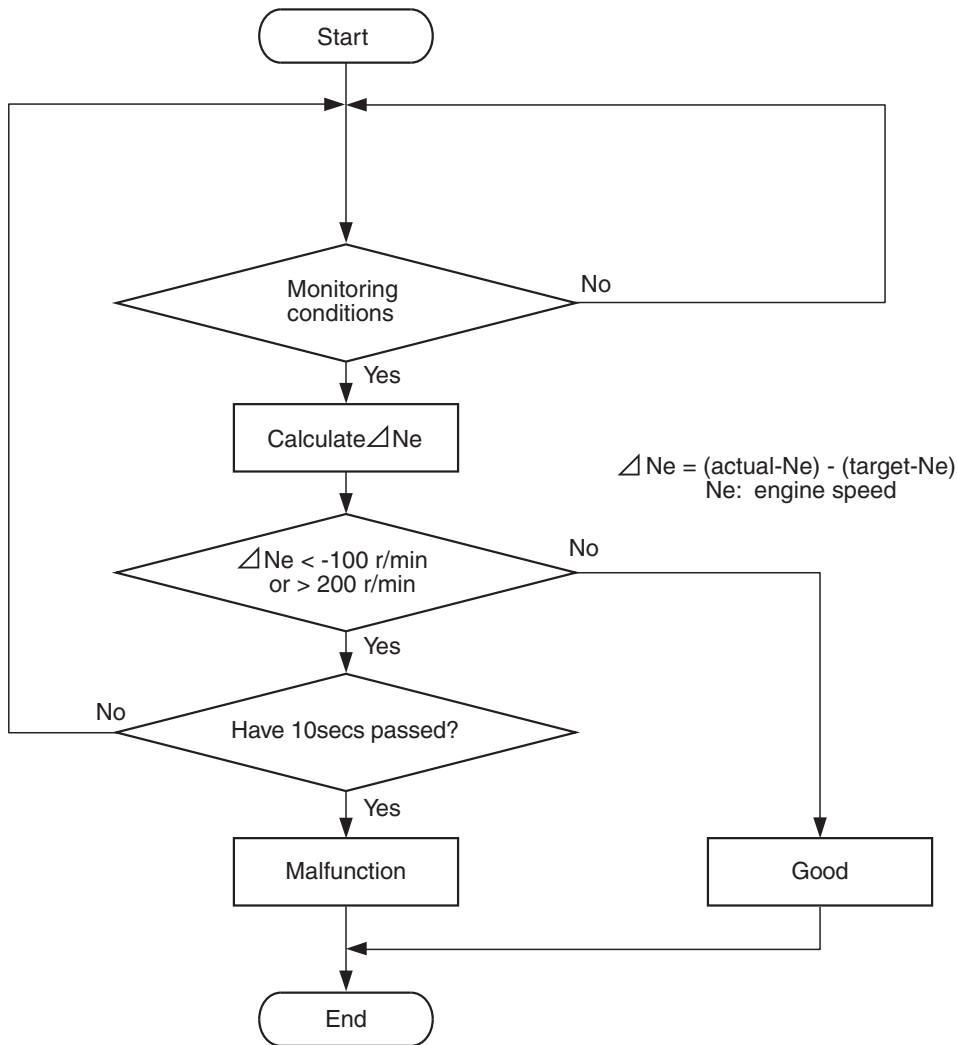 Start
Monitoring
conditions
No
Yes
Calculate⊿Ne
⊿Ne = (actual-Ne) - (target-Ne)
Ne: engine speed
⊿Ne < -100 r/min
or > 200 r/min
No
Yes
Have 10secs passed?
No
Yes
Malfunction
Good
End